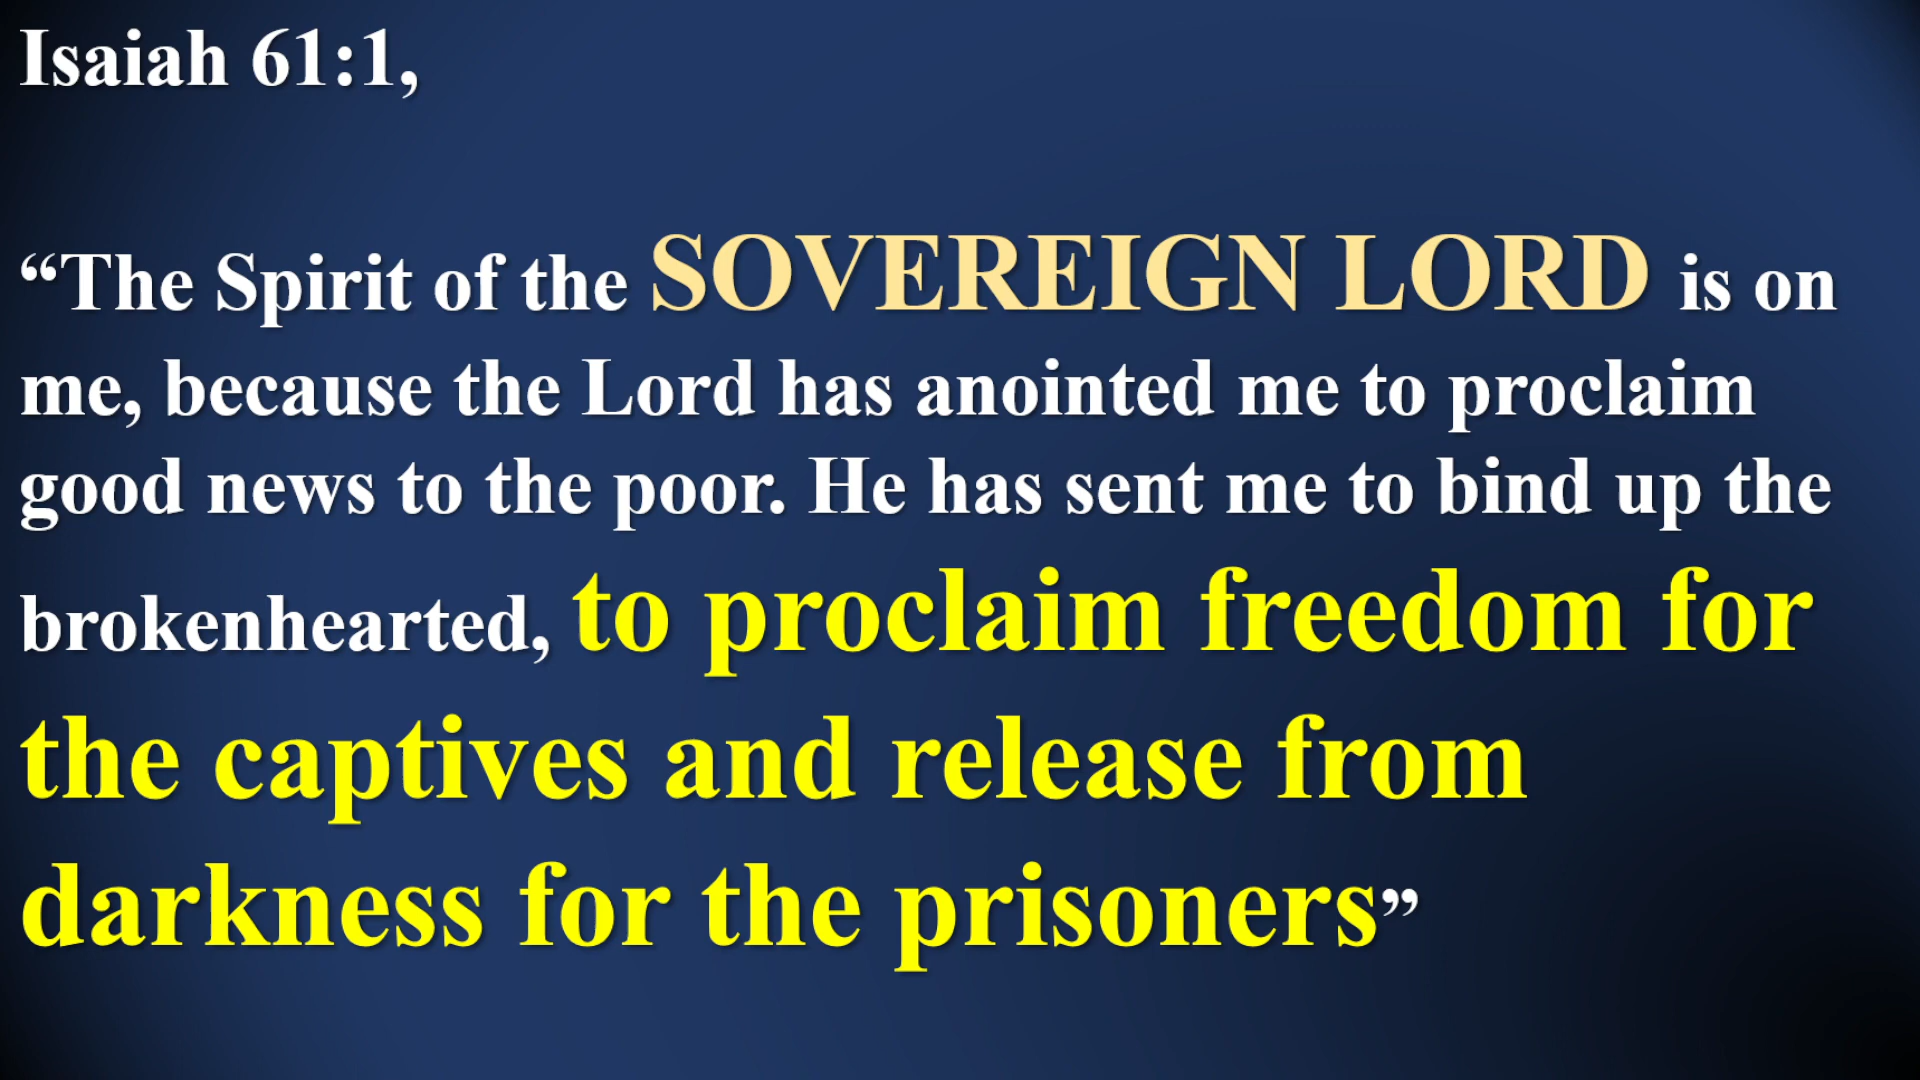 Isaiah 61:1,
“The Spirit of the SOVEREIGN LORD is on
me, because the Lord has anointed me to proclaim
good news to the poor. He has sent me to bind up the
brokenhearted, to proclaim freedom for
the captives and release from
darkness for the prisoners”